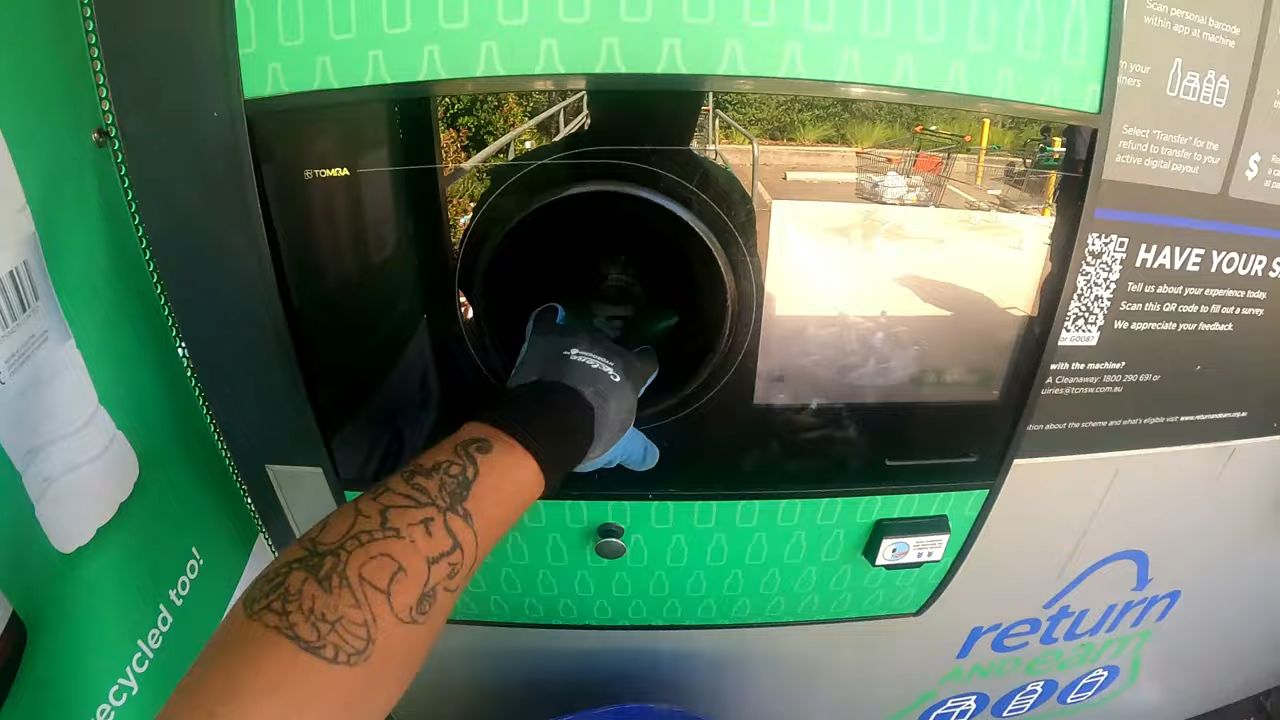 Scan personal barcode
within app at machine
n your
iners
Select "Transfer" for the
refund to transfer to your
active digital payout
$
TOMRA
HAVE YOUR S
Tell us about your experience today.
Scan this QR code to fill out a survey.
We appreciate your feedback.
or G0087
with the machine?
A Cleanaway: 1800 290 691 or
uiries@tcnsw.com.au
tion about the scheme and what's eligible visit www.returnandearn.org.au
ecycled too!
return
AND earn